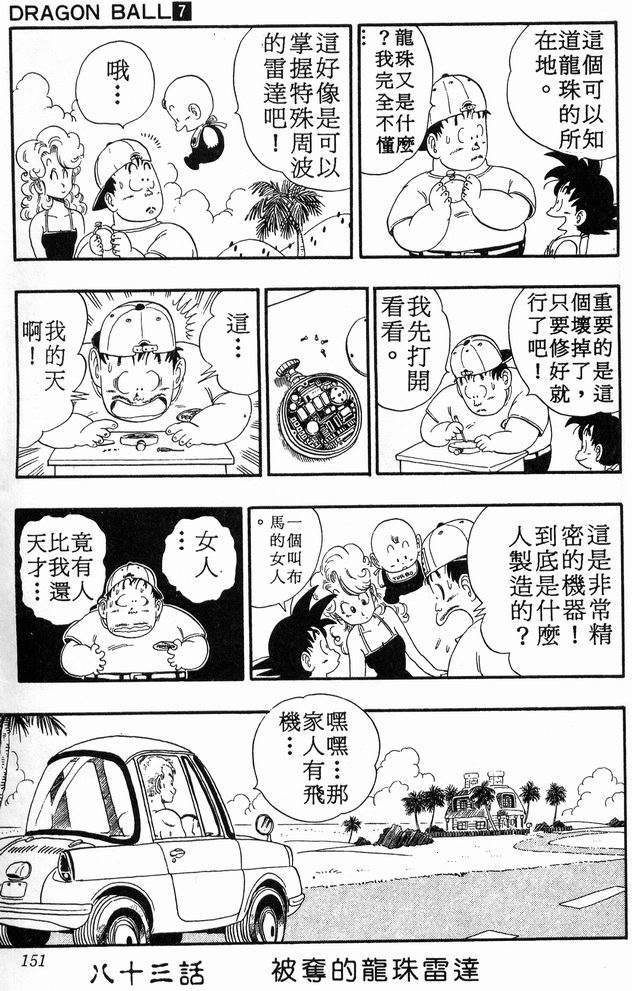 DRAGON BALL 7
這個可以知
道龍珠的所
在地。
龍珠又是什麼
？我完全不懂
這好像是可以
掌握特殊周波
的雷達吧！
哦…
重要的是這
個壞掉了，
只要修好就
行了吧！
我先打開
看看。
這…
我的天
啊！
這是非常精
密的機器！
到底是什麼
人製造的？
一個叫布
馬的女人
。
女人
…
竟有人
比我還
天才…
嘿嘿…那
家人有飛
機…
151
八十三話
被奪的龍珠雷達